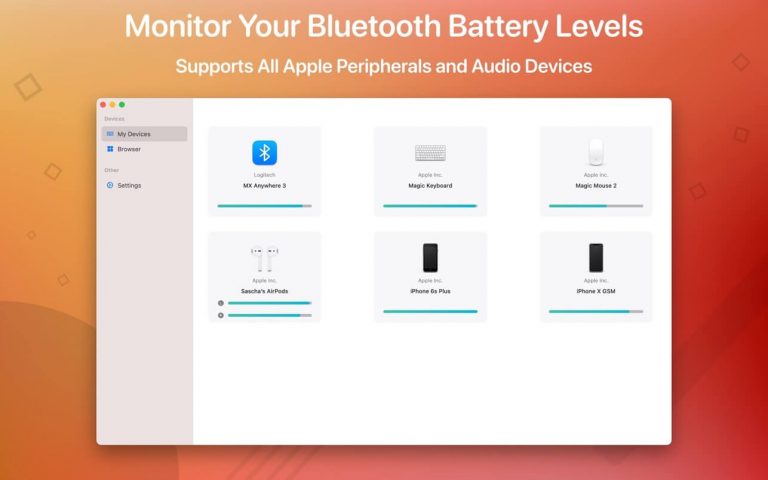 Monitor Your Bluetooth Battery Levels
Supports All Apple Peripherals and Audio Devices
Devices
My Devices
Browser
Other
Settings
Logitech
MX Anywhere 3
Apple Inc.
Magic Keyboard
Apple Inc.
Magic Mouse 2
Apple Inc.
Sascha's AirPods
Apple Inc.
iPhone 6s Plus
Apple Inc.
iPhone X GSM